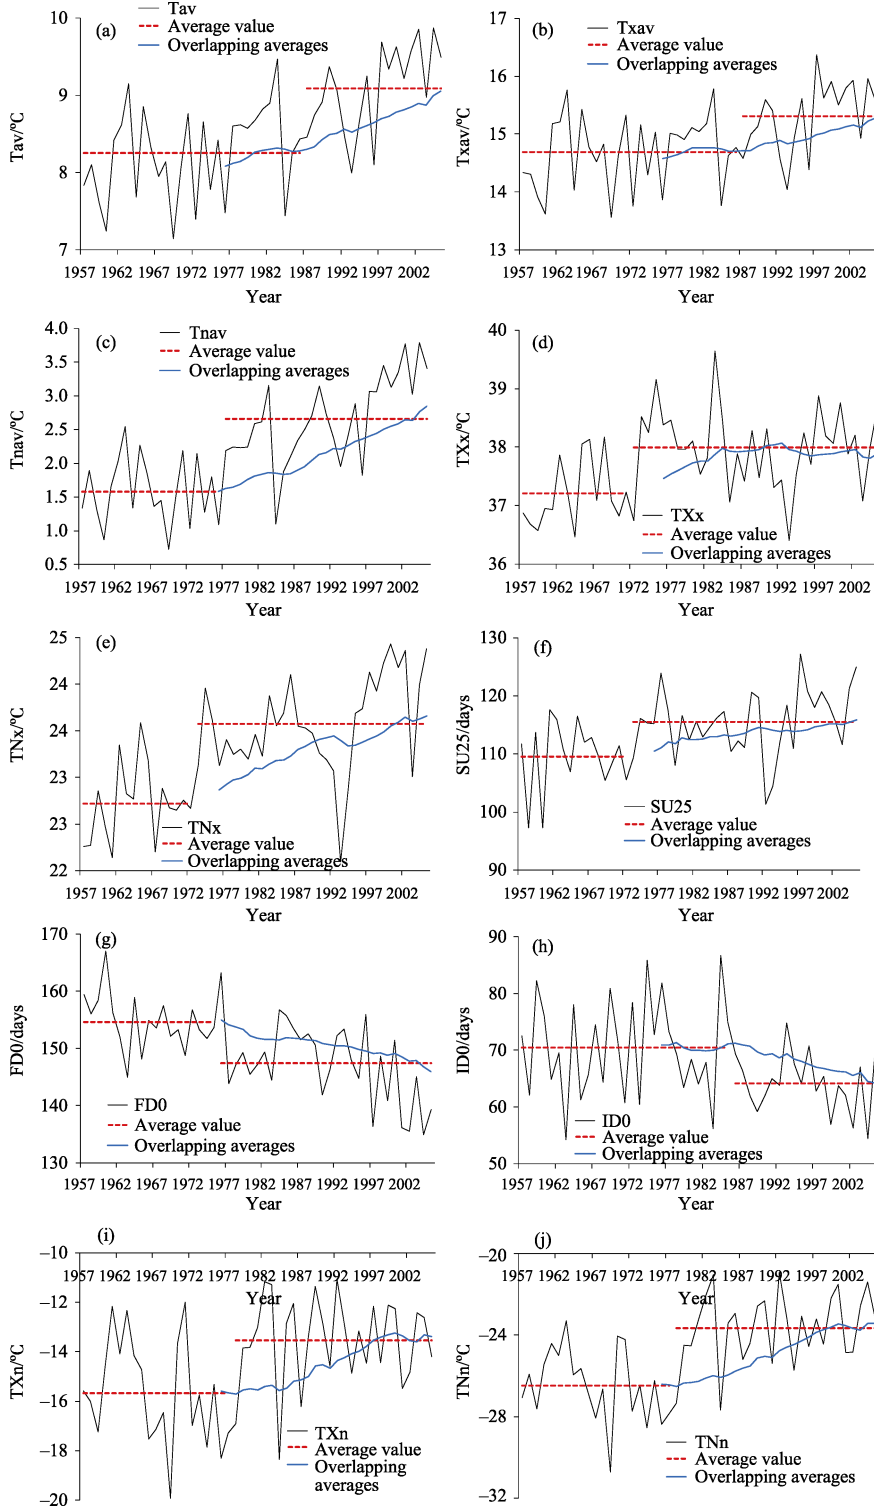 (a)
Tav
Average value
Overlapping averages
Tav/ºC
10
9
8
7
1957 1962 1967 1972 1977 1982 1987 1992 1997 2002
Year
(b)
Txav
Average value
Overlapping averages
Txav/ºC
17
16
15
14
13
1957 1962 1967 1972 1977 1982 1987 1992 1997 2002
Year
(c)
Tnav
Average value
Overlapping averages
Tnav/ºC
4.0
3.5
3.0
2.5
2.0
1.5
1.0
0.5
1957 1962 1967 1972 1977 1982 1987 1992 1997 2002
Year
(d)
TXx/ºC
40
39
38
37
36
TXx
Average value
Overlapping averages
1957 1962 1967 1972 1977 1982 1987 1992 1997 2002
Year
(e)
TNx/ºC
25
24
24
23
23
22
TNx
Average value
Overlapping averages
1957 1962 1967 1972 1977 1982 1987 1992 1997 2002
Year
(f)
SU25/days
130
120
110
100
90
SU25
Average value
Overlapping averages
1957 1962 1967 1972 1977 1982 1987 1992 1997 2002
Year
(g)
FD0/days
170
160
150
140
130
FD0
Average value
Overlapping averages
1957 1962 1967 1972 1977 1982 1987 1992 1997 2002
Year
(h)
ID0/days
90
80
70
60
50
ID0
Average value
Overlapping averages
1957 1962 1967 1972 1977 1982 1987 1992 1997 2002
Year
(i)
TXn/ºC
–10
1957 1962 1967 1972 1977 1982 1987 1992 1997 2002
Year
–12
–14
–16
–18
–20
TXn
Average value
Overlapping
averages
(j)
TNn/ºC
–20
1957 1962 1967 1972 1977 1982 1987 1992 1997 2002
Year
–24
–28
–32
TNn
Average value
Overlapping averages